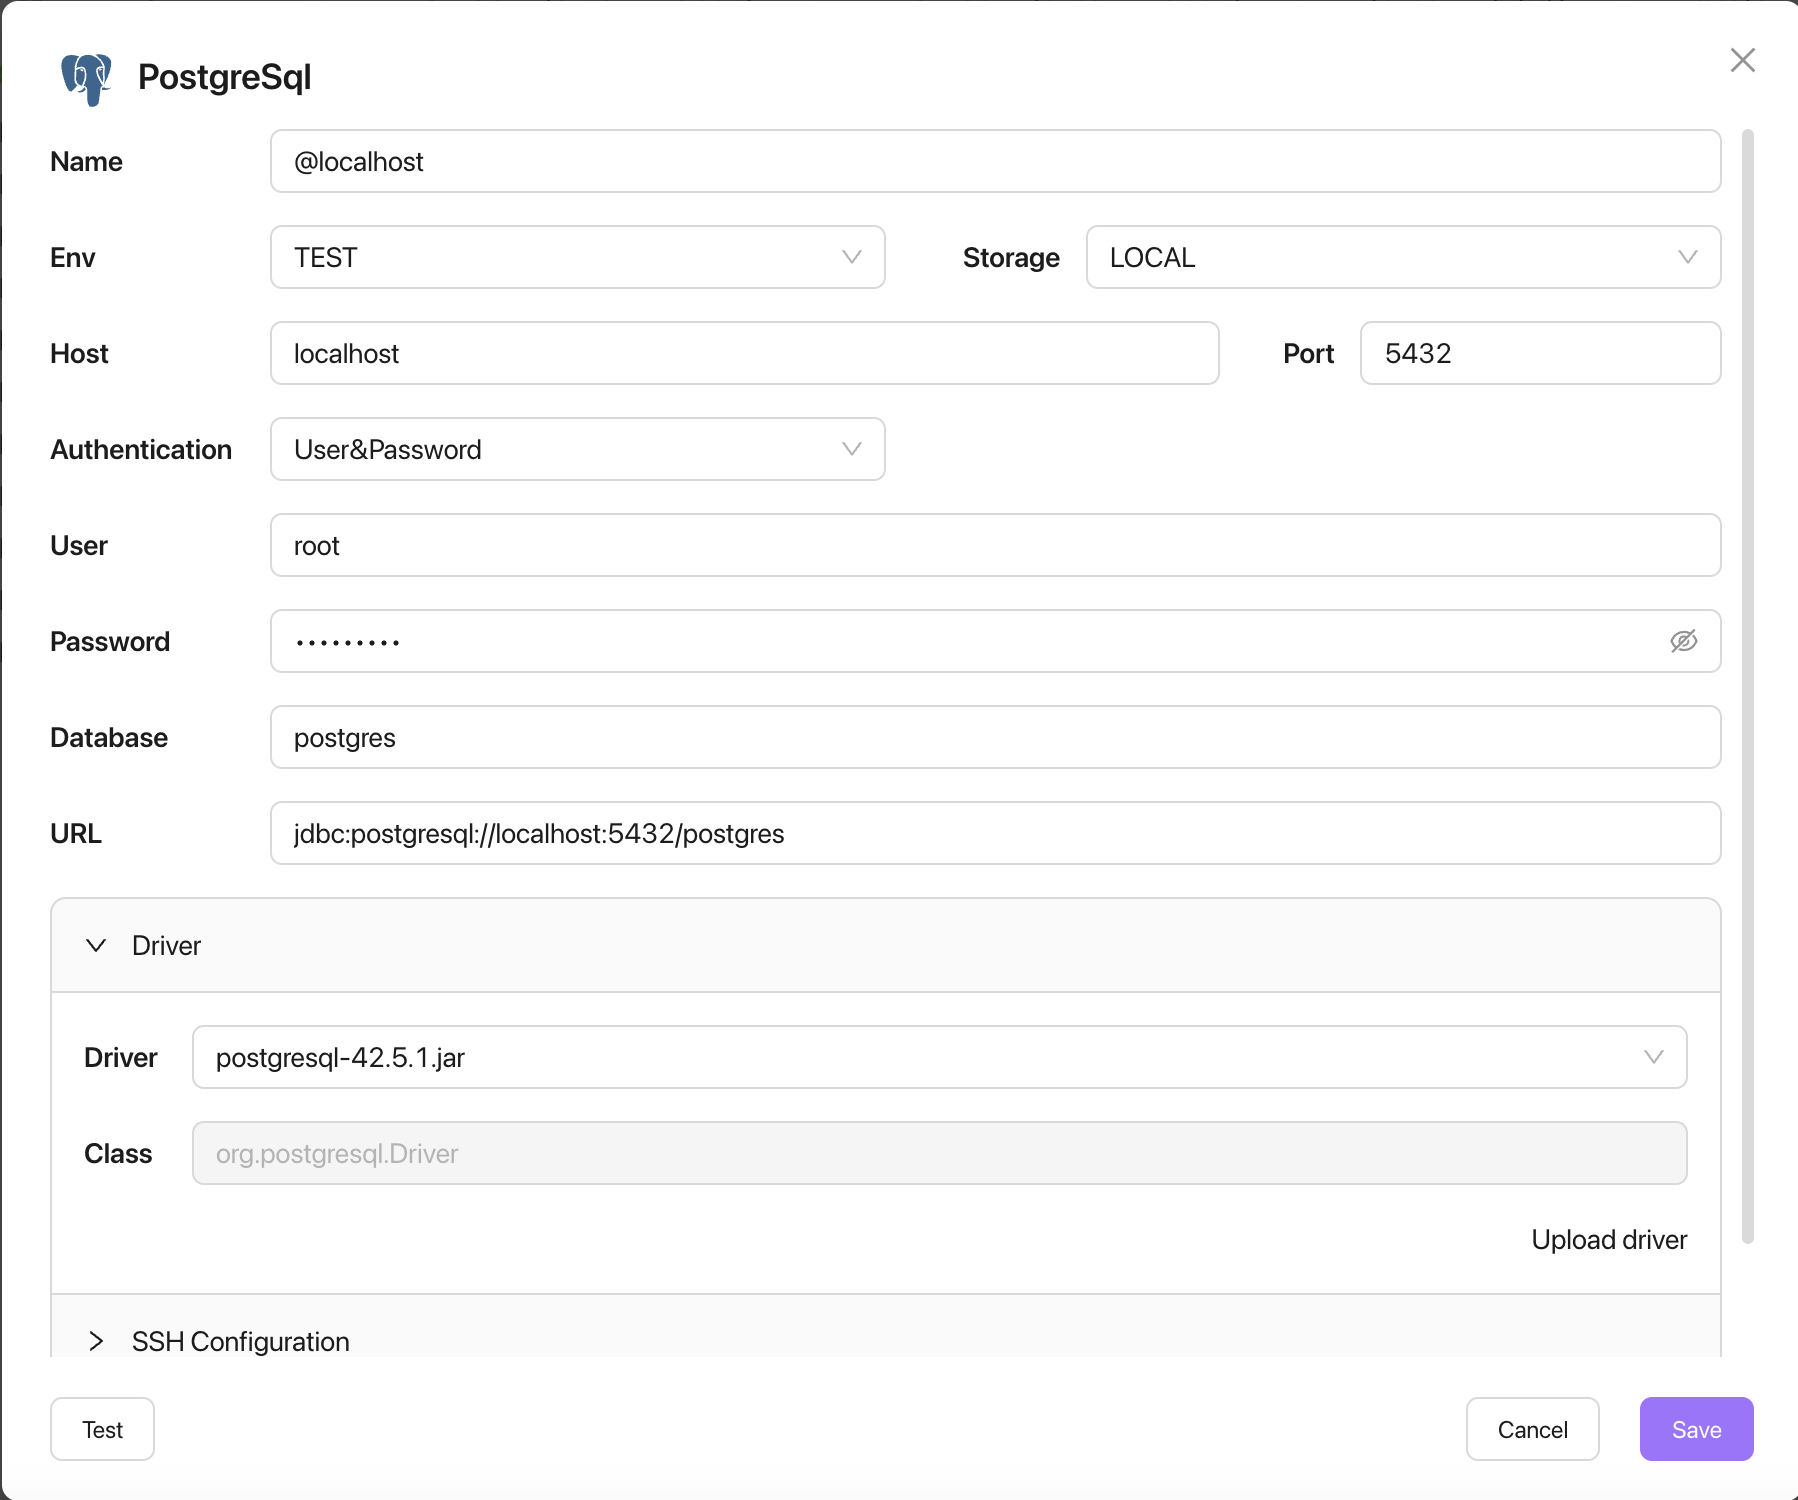 PostgreSql
Name @localhost
Env TEST Storage LOCAL
Host localhost Port 5432
Authentication User&Password
User root
Password •••••••••
Database postgres
URL jdbc:postgresql://localhost:5432/postgres
Driver
Driver postgresql-42.5.1.jar
Class org.postgresql.Driver
Upload driver
SSH Configuration
Test Cancel Save